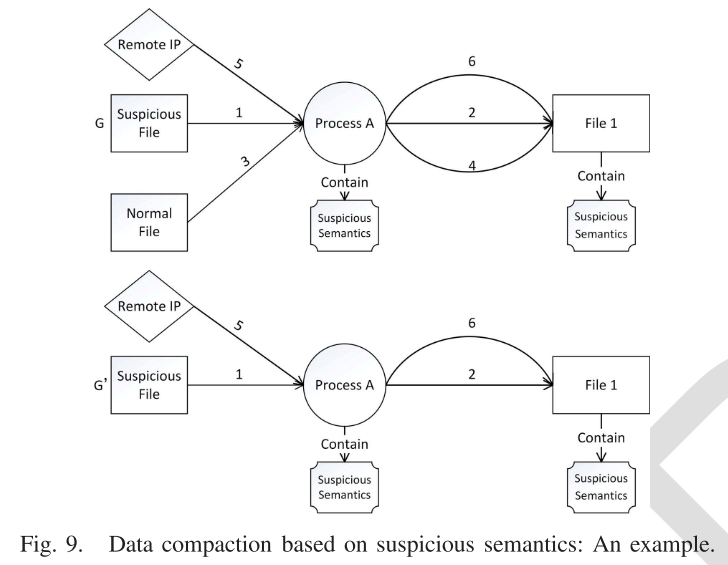 Remote IP
5
6
G
Suspicious
File
1
Process A
2
File 1
3
4
Contain
Contain
Normal
File
Suspicious
Semantics
Suspicious
Semantics
Remote IP
5
6
G'
Suspicious
File
1
Process A
2
File 1
Contain
Contain
Suspicious
Semantics
Suspicious
Semantics
Fig. 9. Data compaction based on suspicious semantics: An example.